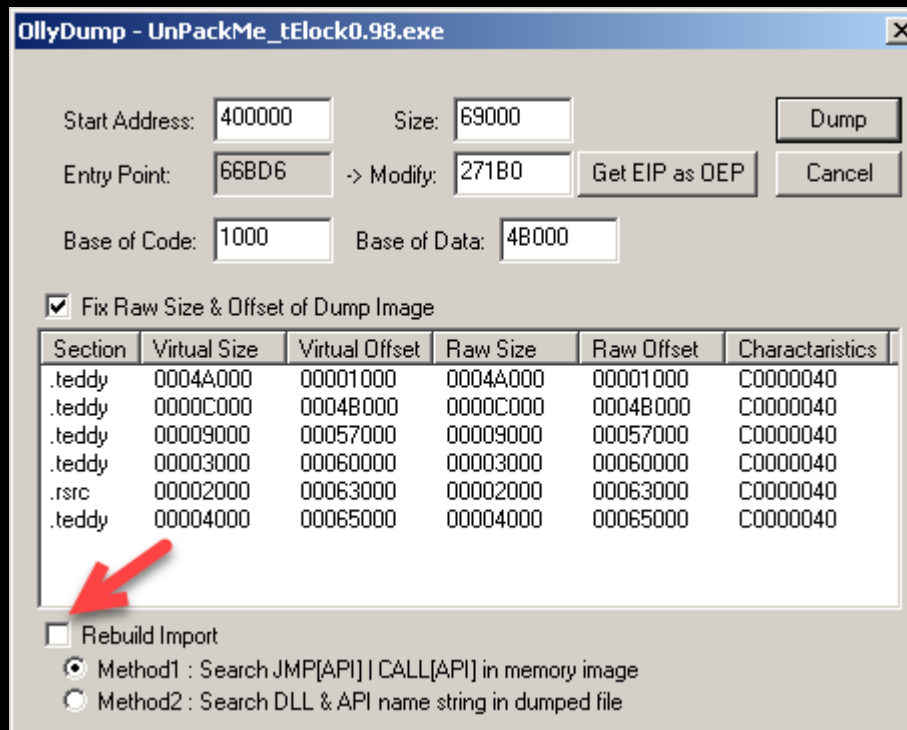 OllyDump - UnPackMe_tElock0.98.exe
Start Address: 400000 Size: 69000 Dump
Entry Point: 66BD6 -> Modify: 271B0 Get EIP as OEP Cancel
Base of Code: 1000 Base of Data: 4B000
Fix Raw Size & Offset of Dump Image
Section Virtual Size Virtual Offset Raw Size Raw Offset Charactaristics
.teddy 0004A000 00001000 0004A000 00001000 C0000040
.teddy 0000C000 0004B000 0000C000 0004B000 C0000040
.teddy 00009000 00057000 00009000 00057000 C0000040
.teddy 00003000 00060000 00003000 00060000 C0000040
.rsrc 00002000 00063000 00002000 00063000 C0000040
.teddy 00004000 00065000 00004000 00065000 C0000040
Rebuild Import
Method1 : Search JMP[API] | CALL[API] in memory image
Method2 : Search DLL & API name string in dumped file